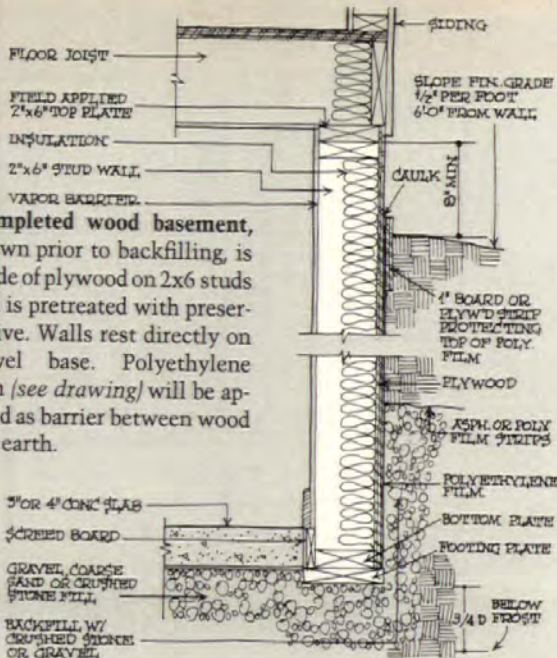 FLOOR JOIST
FIELD APPLIED
2"x6" TOP PLATE
INSULATION
2"x6" STUD WALL
VAPOR BARRIER
mpleted wood basement,
wn prior to backfilling, is
de of plywood on 2x6 studs
is pretreated with preser-
ive. Walls rest directly on
vel base. Polyethylene
n [see drawing] will be ap-
d as barrier between wood
earth.
3" OR 4" CONC SLAB
SCREED BOARD
GRAVEL, COARSE
SAND OR CRUSHED
STONE FILL
BACKFILL W/
CRUSHED STONE
OR GRAVEL
SIDING
SLOPE FIN. GRADE
1/2" PER FOOT
6'0" FROM WALL
CAULK
8" MIN
1" BOARD OR
PLYW'D STRIP
PROTECTING
TOP OF POLY.
FILM
PLYWOOD
ASPH. OR POLY
FILM STRIPS
POLYETHYLENE
FILM
BOTTOM PLATE
FOOTING PLATE
3/4 D
BELOW
FROST